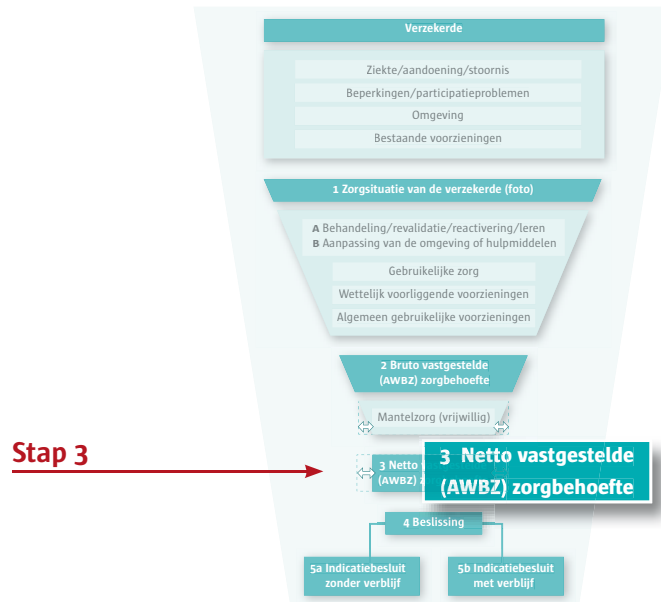 Verzekerde
Ziekte/aandoening/stoornis
Beperkingen/participatieproblemen
Omgeving
Bestaande voorzieningen
1 Zorgsituatie van de verzekerde (foto)
A Behandeling/revalidatie/reactivering/leren
B Aanpassing van de omgeving of hulpmiddelen
Gebruikelijke zorg
Wettelijk voorliggende voorzieningen
Algemeen gebruikelijke voorzieningen
2 Bruto vastgestelde
(AWBZ) zorgbehoefte
Mantelzorg (vrijwillig)
Stap 3
3 Netto
(AWBZ)
3 Netto vastgestelde
(AWBZ) zorgbehoefte
4 Beslissing
5a Indicatiebesluit
zonder verblijf
5b Indicatiebesluit
met verblijf